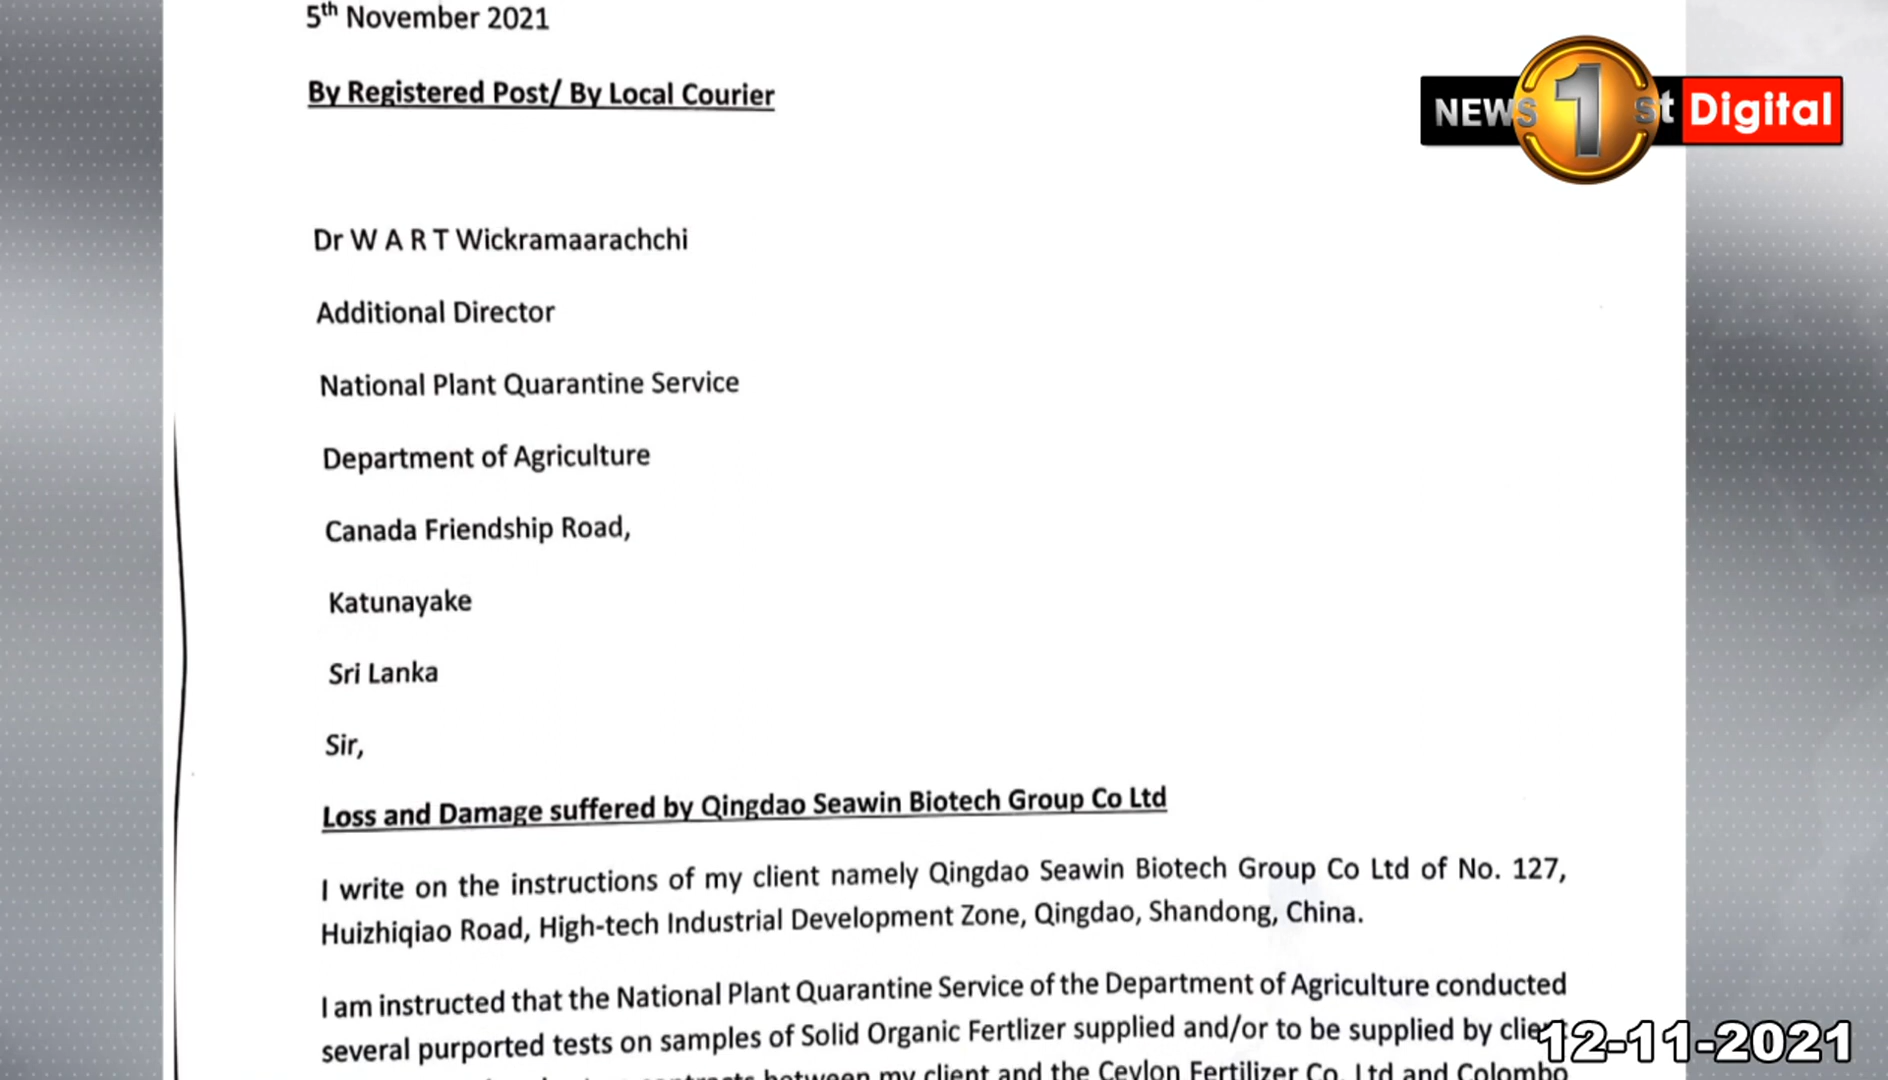 5th November 2021
By Registered Post/ By Local Courier
NEWS 1st Digital
Dr W A R T Wickramaarachchi
Additional Director
National Plant Quarantine Service
Department of Agriculture
Canada Friendship Road,
Katunayake
Sri Lanka
Sir,
Loss and Damage suffered by Qingdao Seawin Biotech Group Co Ltd
I write on the instructions of my client namely Qingdao Seawin Biotech Group Co Ltd of No. 127,
Huizhiqiao Road, High-tech Industrial Development Zone, Qingdao, Shandong, China.
I am instructed that the National Plant Quarantine Service of the Department of Agriculture conducted
several purported tests on samples of Solid Organic Fertlizer supplied and/or to be supplied by
between my client and the Ceylon Fertilizer Co. Ltd and Colombo
12-11-2021